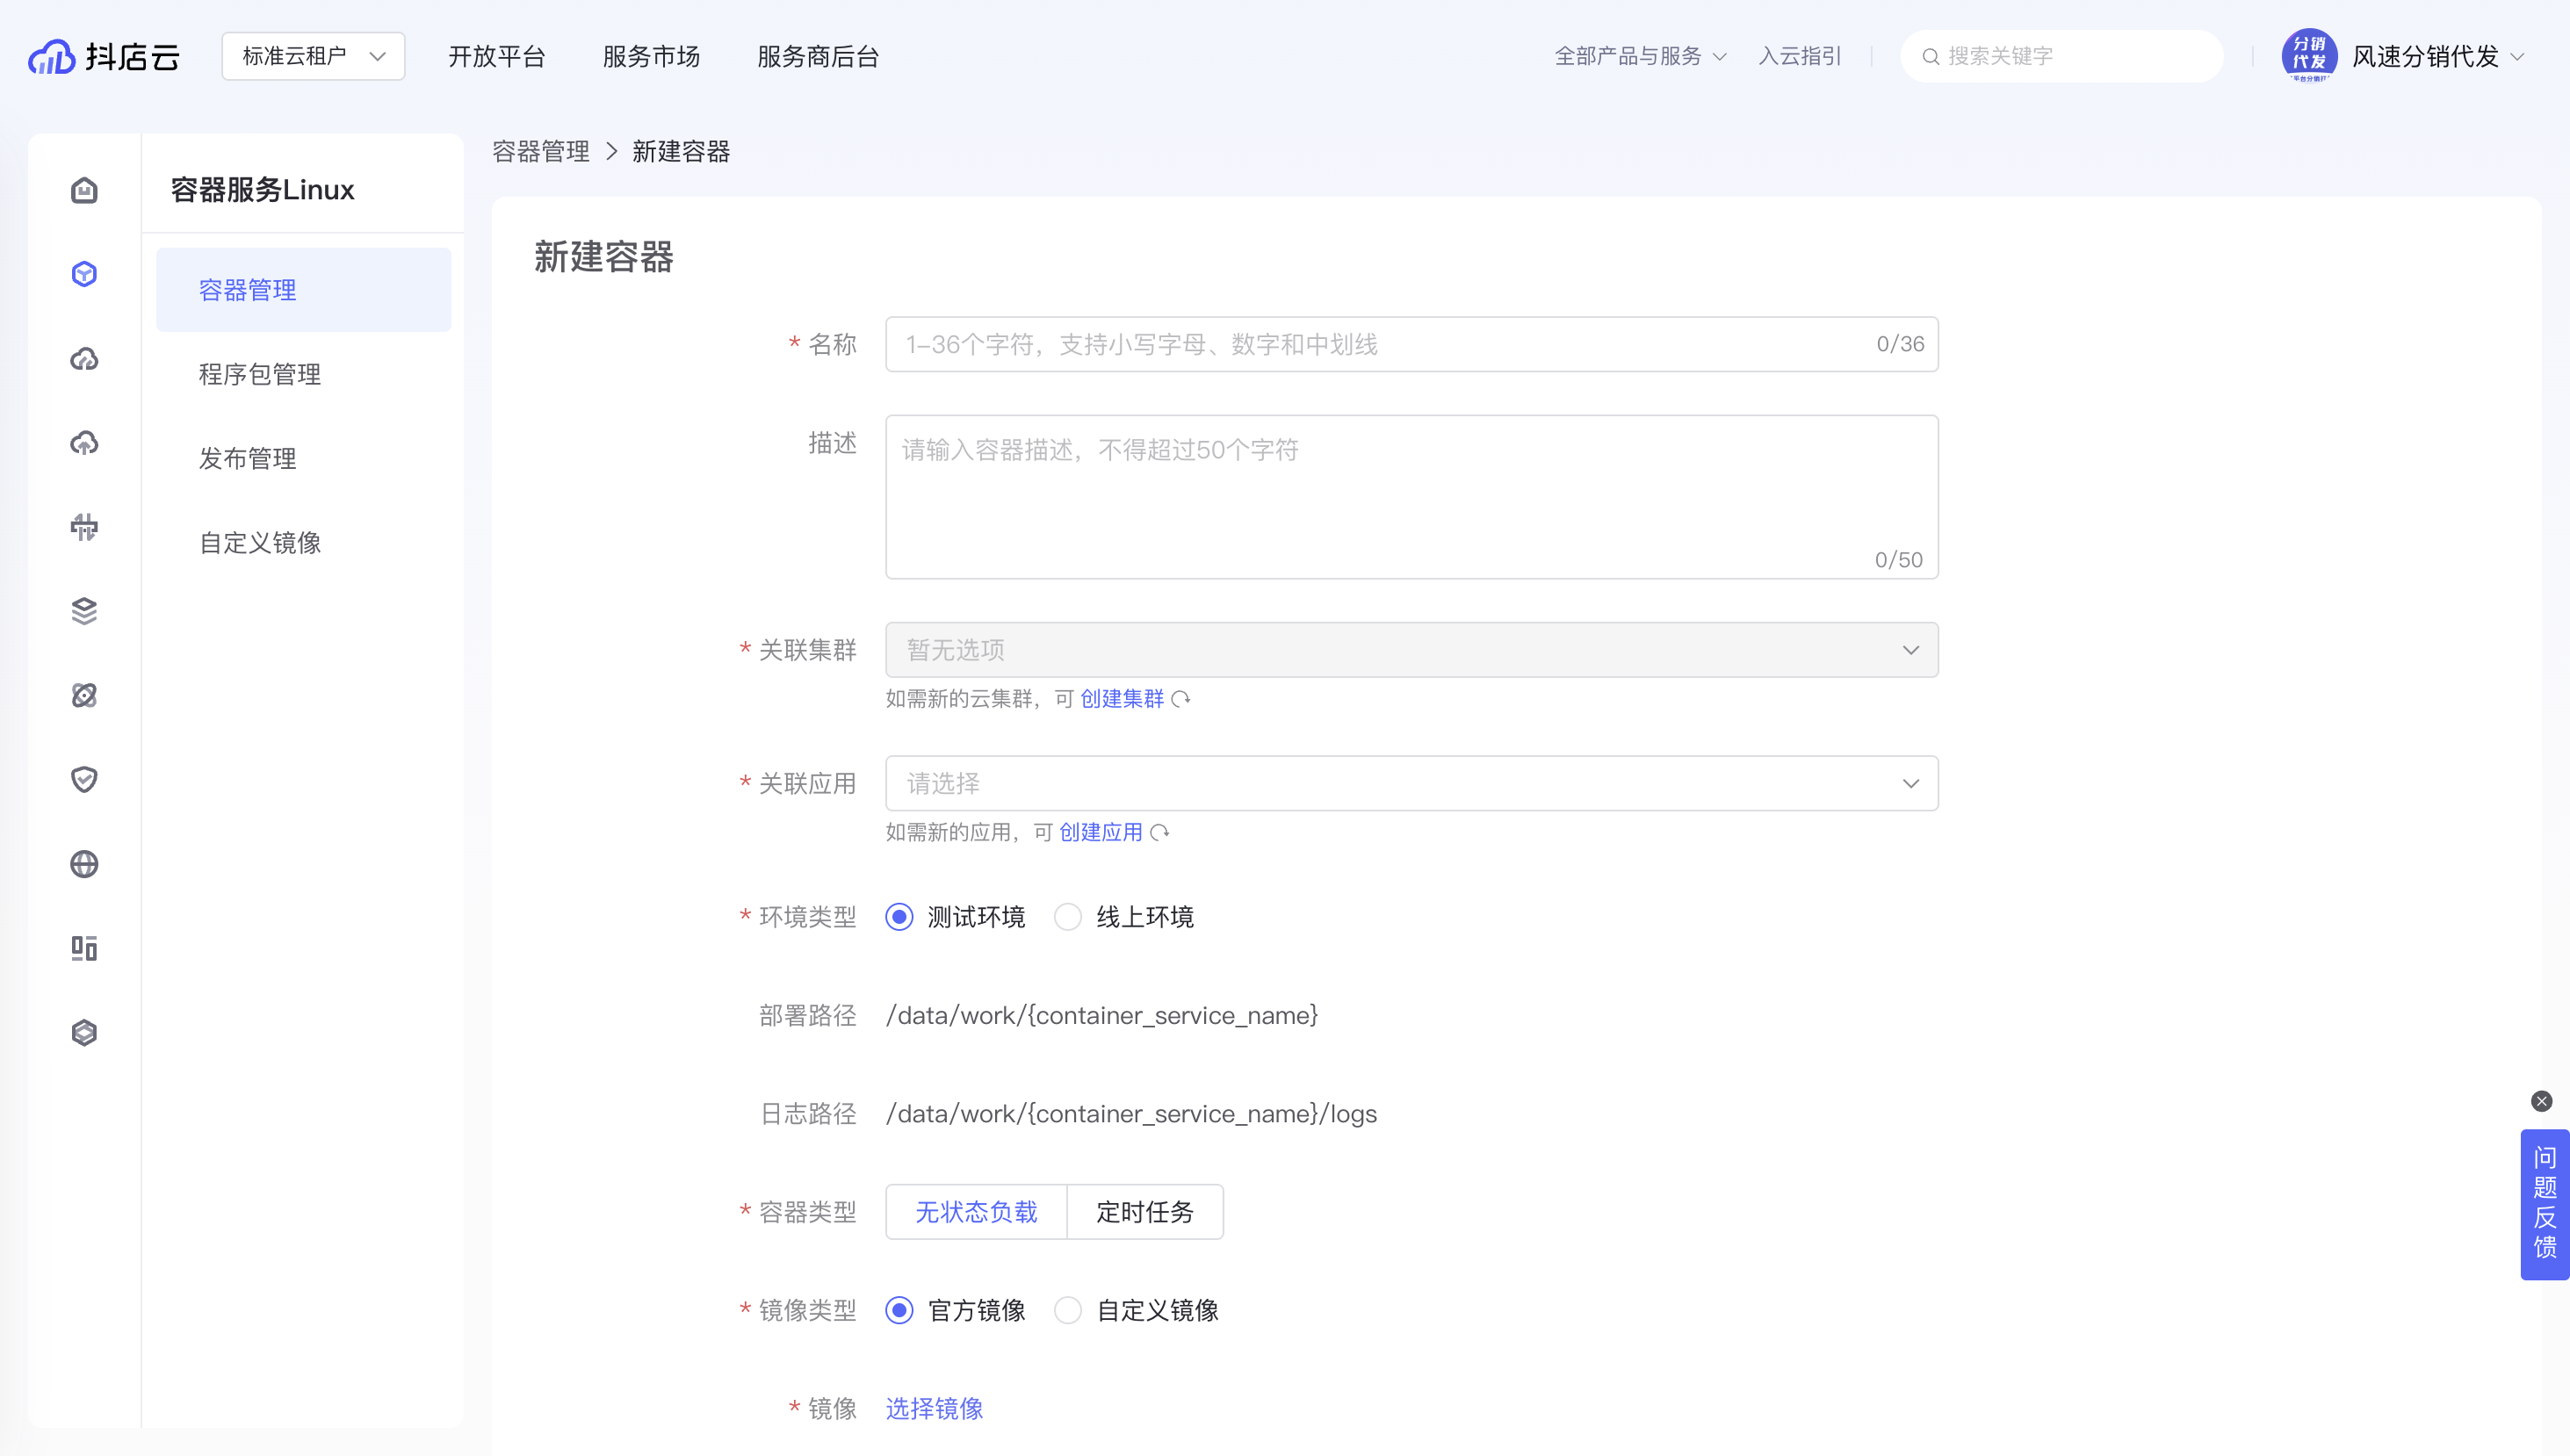 抖店云
标准云租户
开放平台
服务市场
服务商后台
全部产品与服务
入云指引
搜索关键字
分销
代发
风速分销代发
容器服务Linux
容器管理
程序包管理
发布管理
自定义镜像
容器管理 > 新建容器
新建容器
* 名称
1-36个字符，支持小写字母、数字和中划线
0/36
描述
请输入容器描述，不得超过50个字符
0/50
* 关联集群
暂无选项
如需新的云集群，可 创建集群
* 关联应用
请选择
如需新的应用，可 创建应用
* 环境类型
测试环境
线上环境
部署路径
/data/work/{container_service_name}
日志路径
/data/work/{container_service_name}/logs
* 容器类型
无状态负载
定时任务
* 镜像类型
官方镜像
自定义镜像
* 镜像
选择镜像
问
题
反
馈